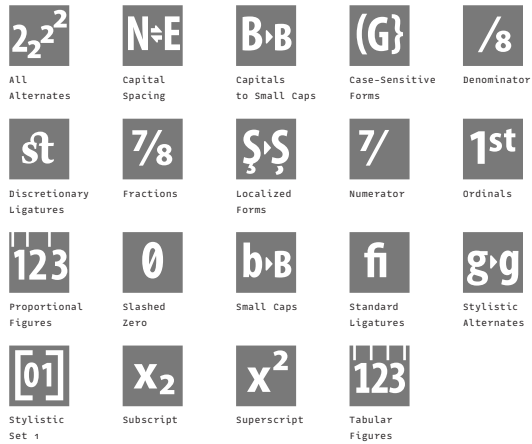 2₂2²
N⇋E
B▸B
(G}
/8
All
Alternates
Capital
Spacing
Capitals
to Small Caps
Case-Sensitive
Forms
Denominator
st
7/8
Ş▸Ș
7/
1st
Discretionary
Ligatures
Fractions
Localized
Forms
Numerator
Ordinals
123
0
b▸B
fi
g▸g
Proportional
Figures
Slashed
Zero
Small Caps
Standard
Ligatures
Stylistic
Alternates
[01]
x₂
x²
123
Stylistic
Set 1
Subscript
Superscript
Tabular
Figures